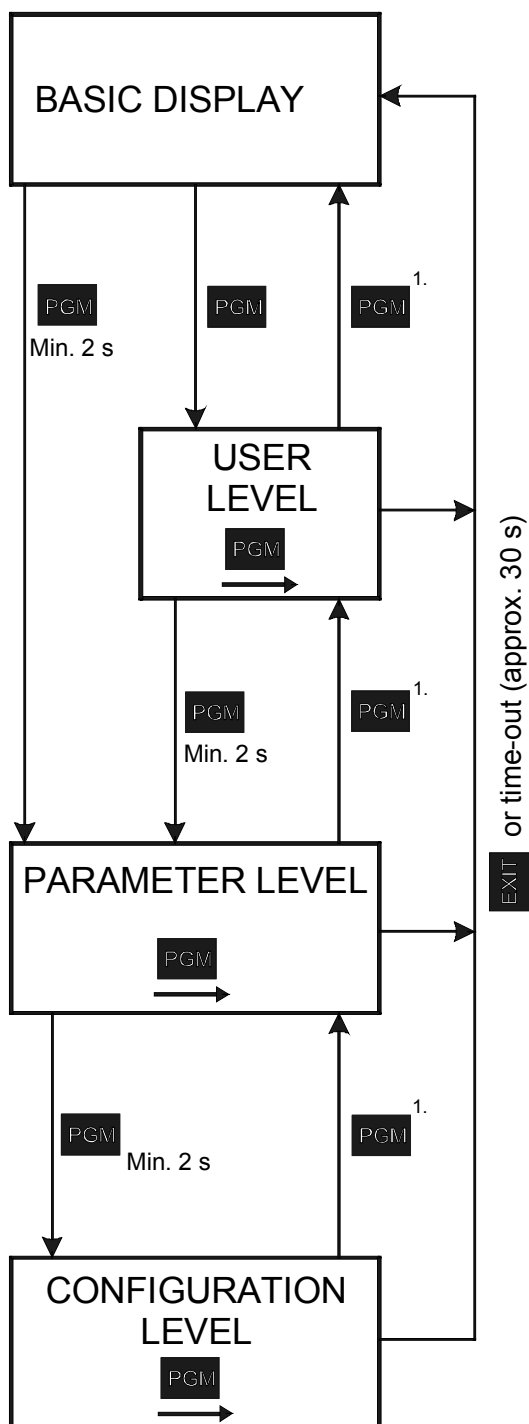 BASIC DISPLAY
PGM
Min. 2 s
PGM
PGM 1.
USER
LEVEL
PGM
PGM
Min. 2 s
PGM 1.
EXIT or time-out (approx. 30 s)
PARAMETER LEVEL
PGM
PGM
Min. 2 s
PGM 1.
CONFIGURATION
LEVEL
PGM